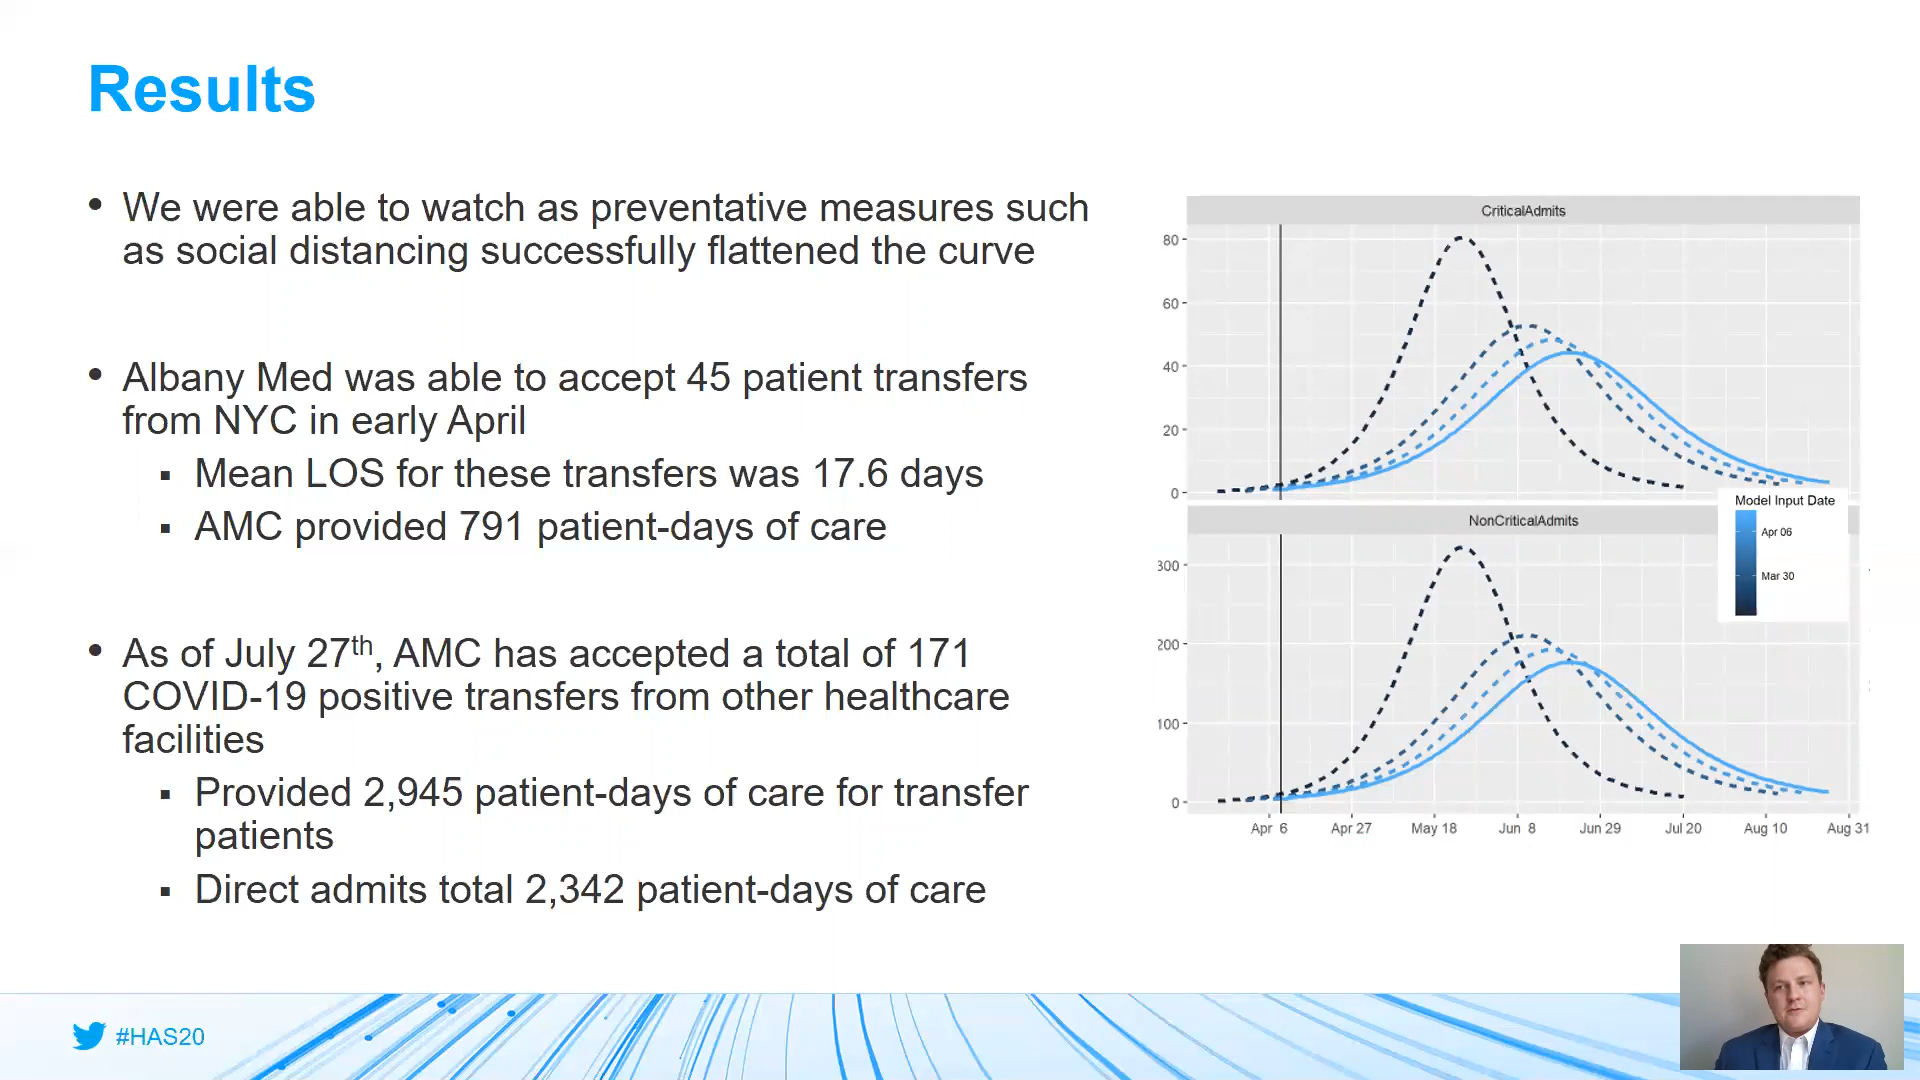 Results
• We were able to watch as preventative measures such
as social distancing successfully flattened the curve
• Albany Med was able to accept 45 patient transfers
from NYC in early April
▪ Mean LOS for these transfers was 17.6 days
▪ AMC provided 791 patient-days of care
• As of July 27th, AMC has accepted a total of 171
COVID-19 positive transfers from other healthcare
facilities
▪ Provided 2,945 patient-days of care for transfer
patients
▪ Direct admits total 2,342 patient-days of care
CriticalAdmits
80
60
40
20
0
Model Input Date
Apr 06
Mar 30
NonCriticalAdmits
300
200
100
0
Apr 6 Apr 27 May 18 Jun 8 Jun 29 Jul 20 Aug 10 Aug 31
#HAS20